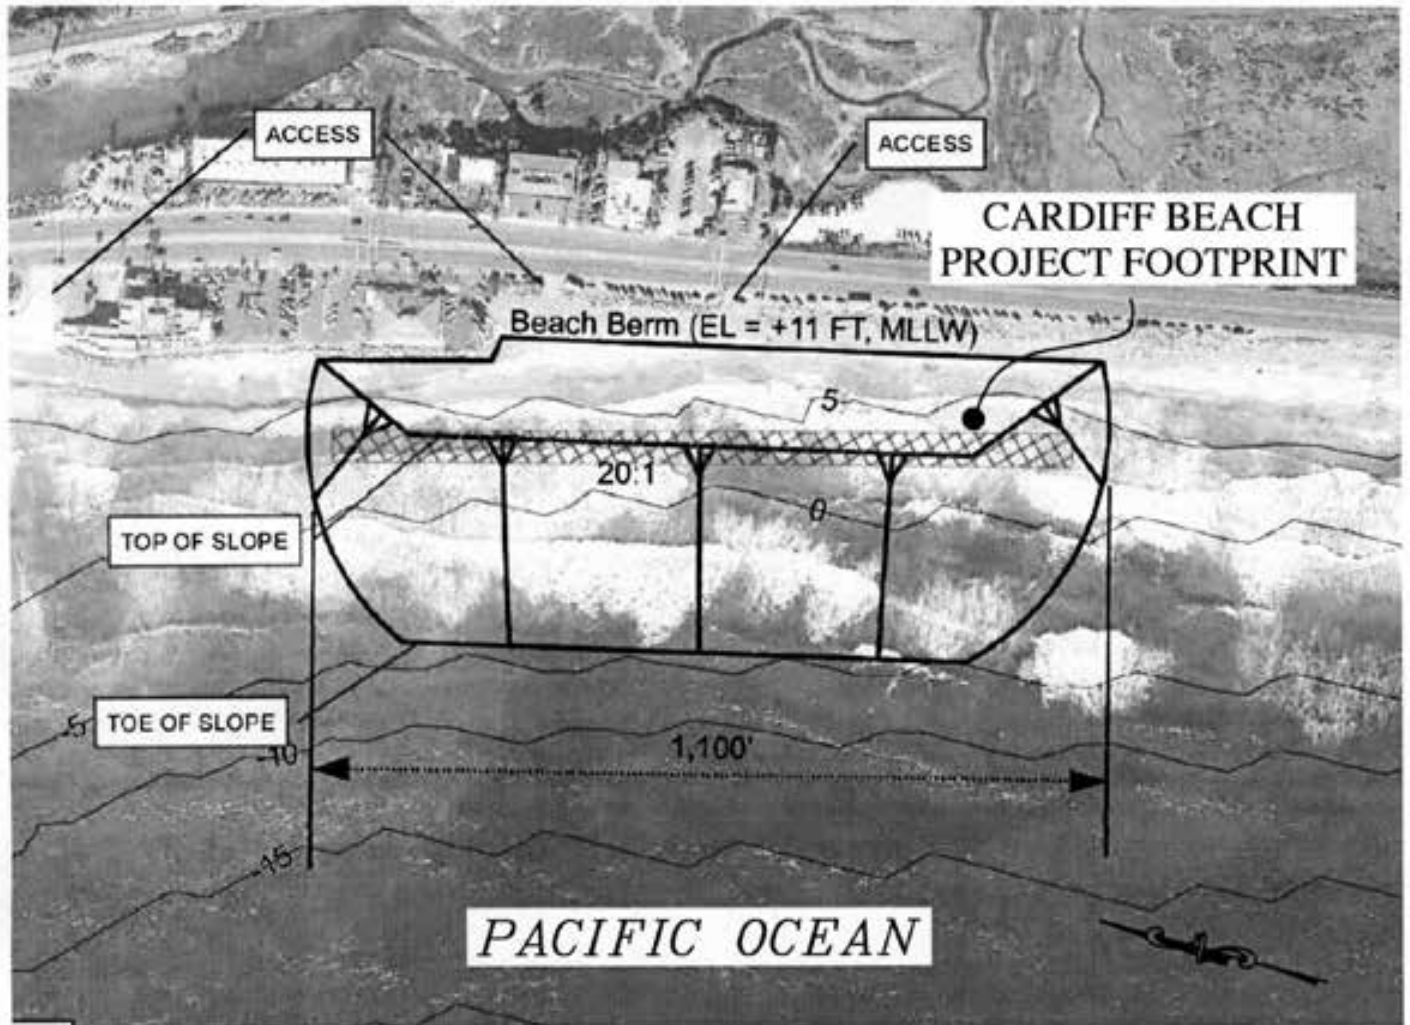 ACCESS
ACCESS
CARDIFF BEACH
PROJECT FOOTPRINT
Beach Berm (EL = +11 FT, MLLW)
5
20:1
0
TOP OF SLOPE
TOE OF SLOPE
-5
-10
1,100'
-15
PACIFIC OCEAN